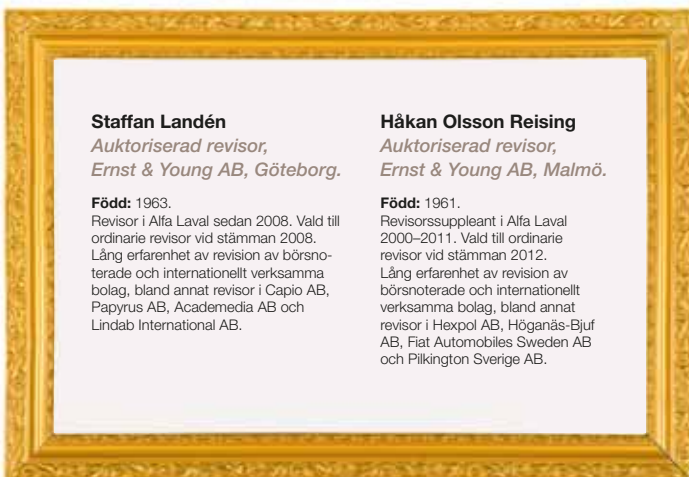 Staffan Landén
Auktoriserad revisor,
Ernst & Young AB, Göteborg.
Född: 1963.
Revisor i Alfa Laval sedan 2008. Vald till
ordinarie revisor vid stämman 2008.
Lång erfarenhet av revision av börsno-
terade och internationellt verksamma
bolag, bland annat revisor i Capio AB,
Papyrus AB, Academedia AB och
Lindab International AB.
Håkan Olsson Reising
Auktoriserad revisor,
Ernst & Young AB, Malmö.
Född: 1961.
Revisorssuppleant i Alfa Laval
2000–2011. Vald till ordinarie
revisor vid stämman 2012.
Lång erfarenhet av revision av
börsnoterade och internationellt
verksamma bolag, bland annat
revisor i Hexpol AB, Höganäs-Bjuf
AB, Fiat Automobiles Sweden AB
och Pilkington Sverige AB.